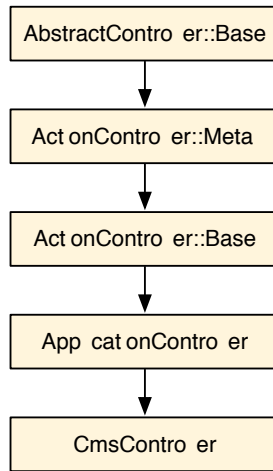 AbstractContro er::Base
Act onContro er::Meta
Act onContro er::Base
App cat onContro er
CmsContro er